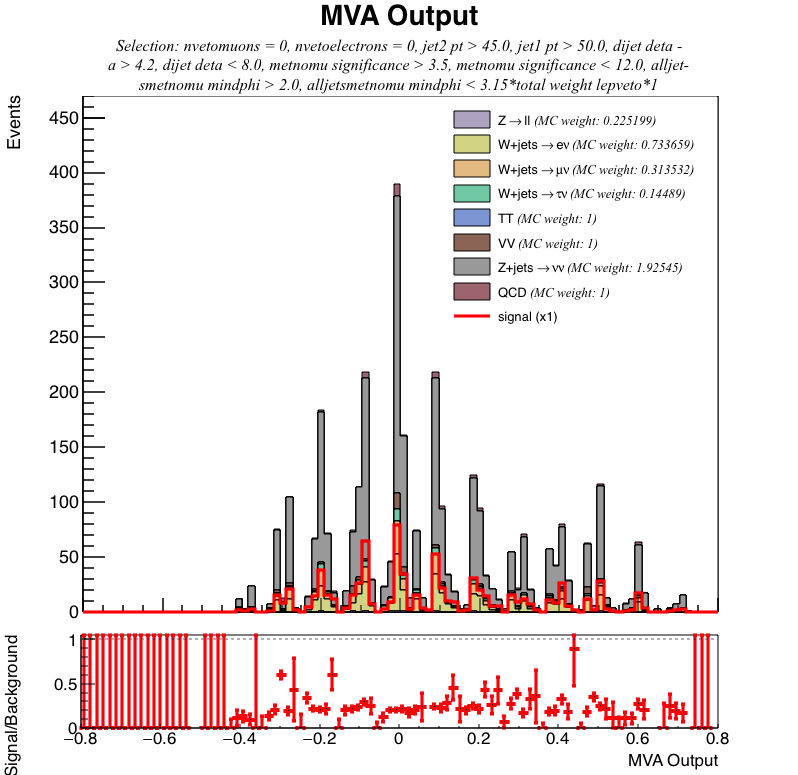 MVA Output
Selection: nvetomuons = 0, nvetoelectrons = 0, jet2 pt > 45.0, jet1 pt > 50.0, dijet deta -
a > 4.2, dijet deta < 8.0, metnomu significance > 3.5, metnomu significance < 12.0, alljet-
smetnomu mindphi > 2.0, alljetsmetnomu mindphi < 3.15*total weight lepveto*1
Events
450
400
350
300
250
200
150
100
50
0
Z→ll (MC weight: 0.225199)
W+jets→eν (MC weight: 0.733659)
W+jets→μν (MC weight: 0.313532)
W+jets→τν (MC weight: 0.14489)
TT (MC weight: 1)
VV (MC weight: 1)
Z+jets→νν (MC weight: 1.92545)
QCD (MC weight: 1)
signal (x1)
Signal/Background
1
0.5
0
−0.8 −0.6 −0.4 −0.2 0 0.2 0.4 0.6 0.8
MVA Output